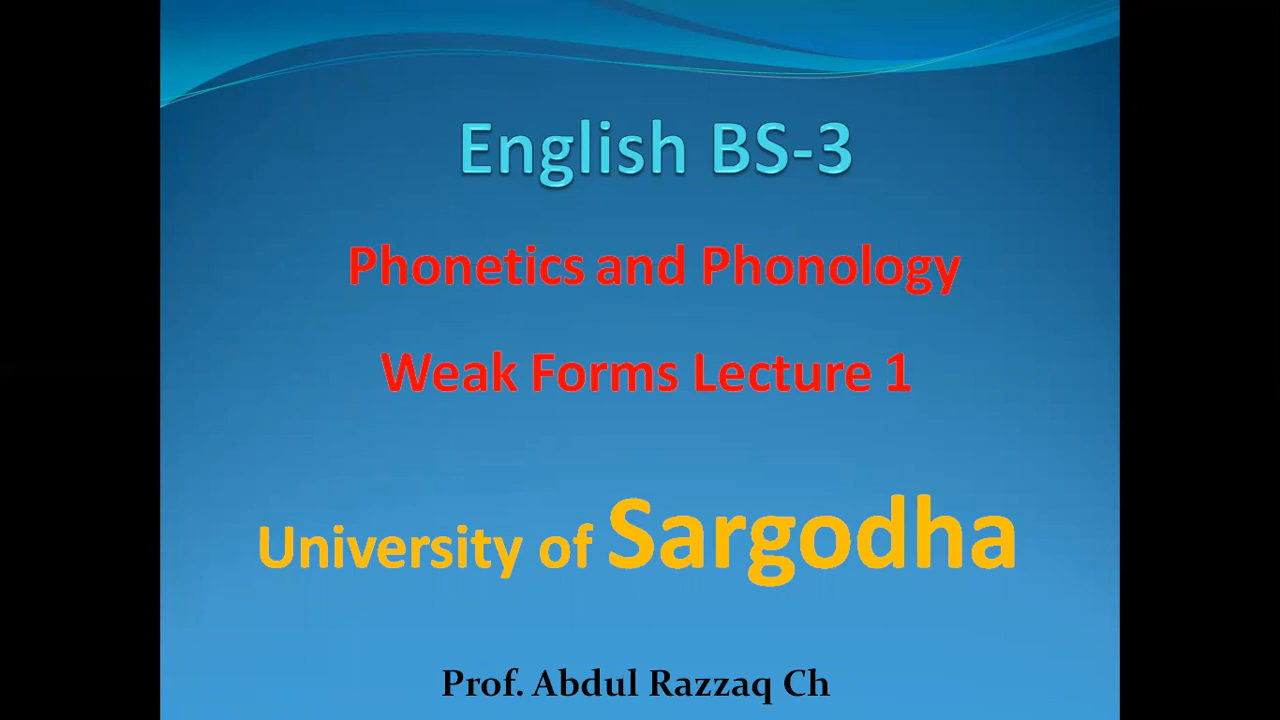 English BS-3
Phonetics and Phonology
Weak Forms Lecture 1
University of Sargodha
Prof. Abdul Razzaq Ch